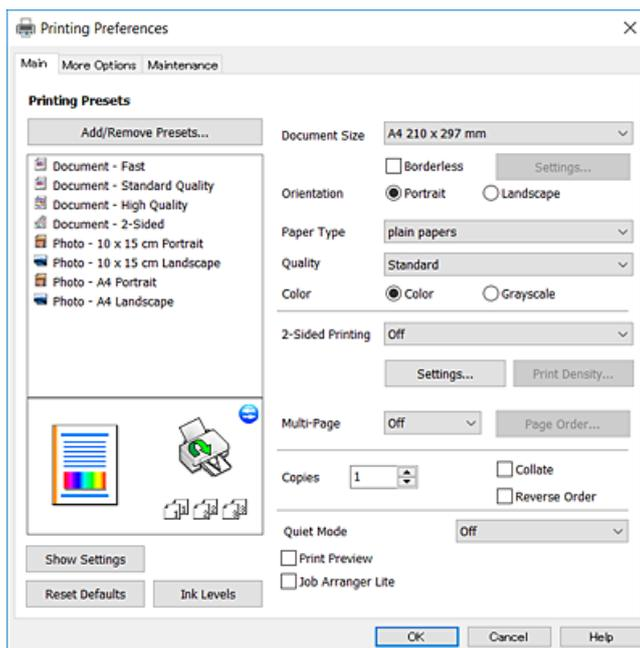 Printing Preferences
Main More Options Maintenance
Printing Presets
Add/Remove Presets...
Document - Fast
Document - Standard Quality
Document - High Quality
Document - 2-Sided
Photo - 10 x 15 cm Portrait
Photo - 10 x 15 cm Landscape
Photo - A4 Portrait
Photo - A4 Landscape
Show Settings
Reset Defaults Ink Levels
Document Size A4 210 x 297 mm
Borderless Settings...
Orientation Portrait Landscape
Paper Type plain papers
Quality Standard
Color Color Grayscale
2-Sided Printing Off
Settings... Print Density...
Multi-Page Off Page Order...
Copies 1 Collate
Reverse Order
Quiet Mode Off
Print Preview
Job Arranger Lite
OK Cancel Help